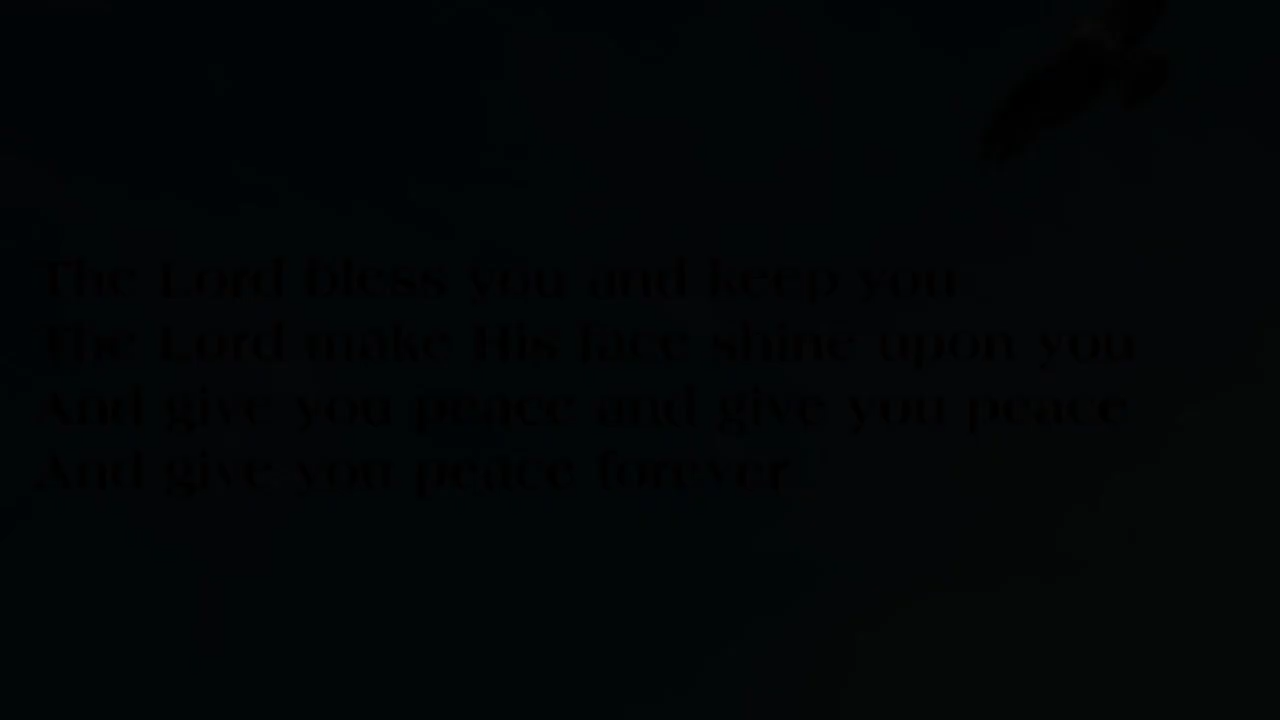 The Lord bless you and keep you
The Lord make His face shine upon you
And give you peace and give you peace
And give you peace forever